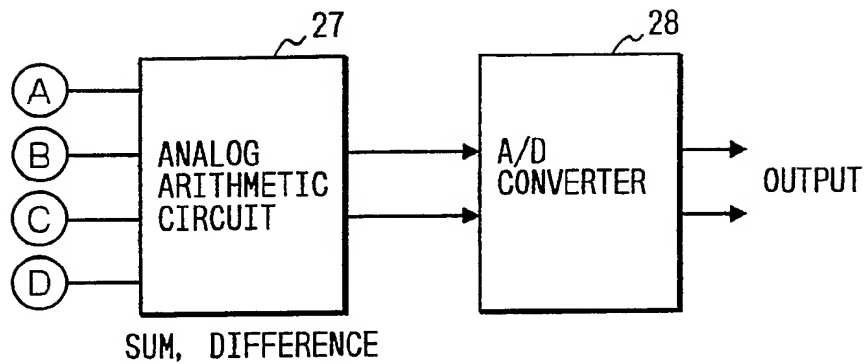 27
28
A
B
C
D
ANALOG
ARITHMETIC
CIRCUIT
A/D
CONVERTER
OUTPUT
SUM, DIFFERENCE